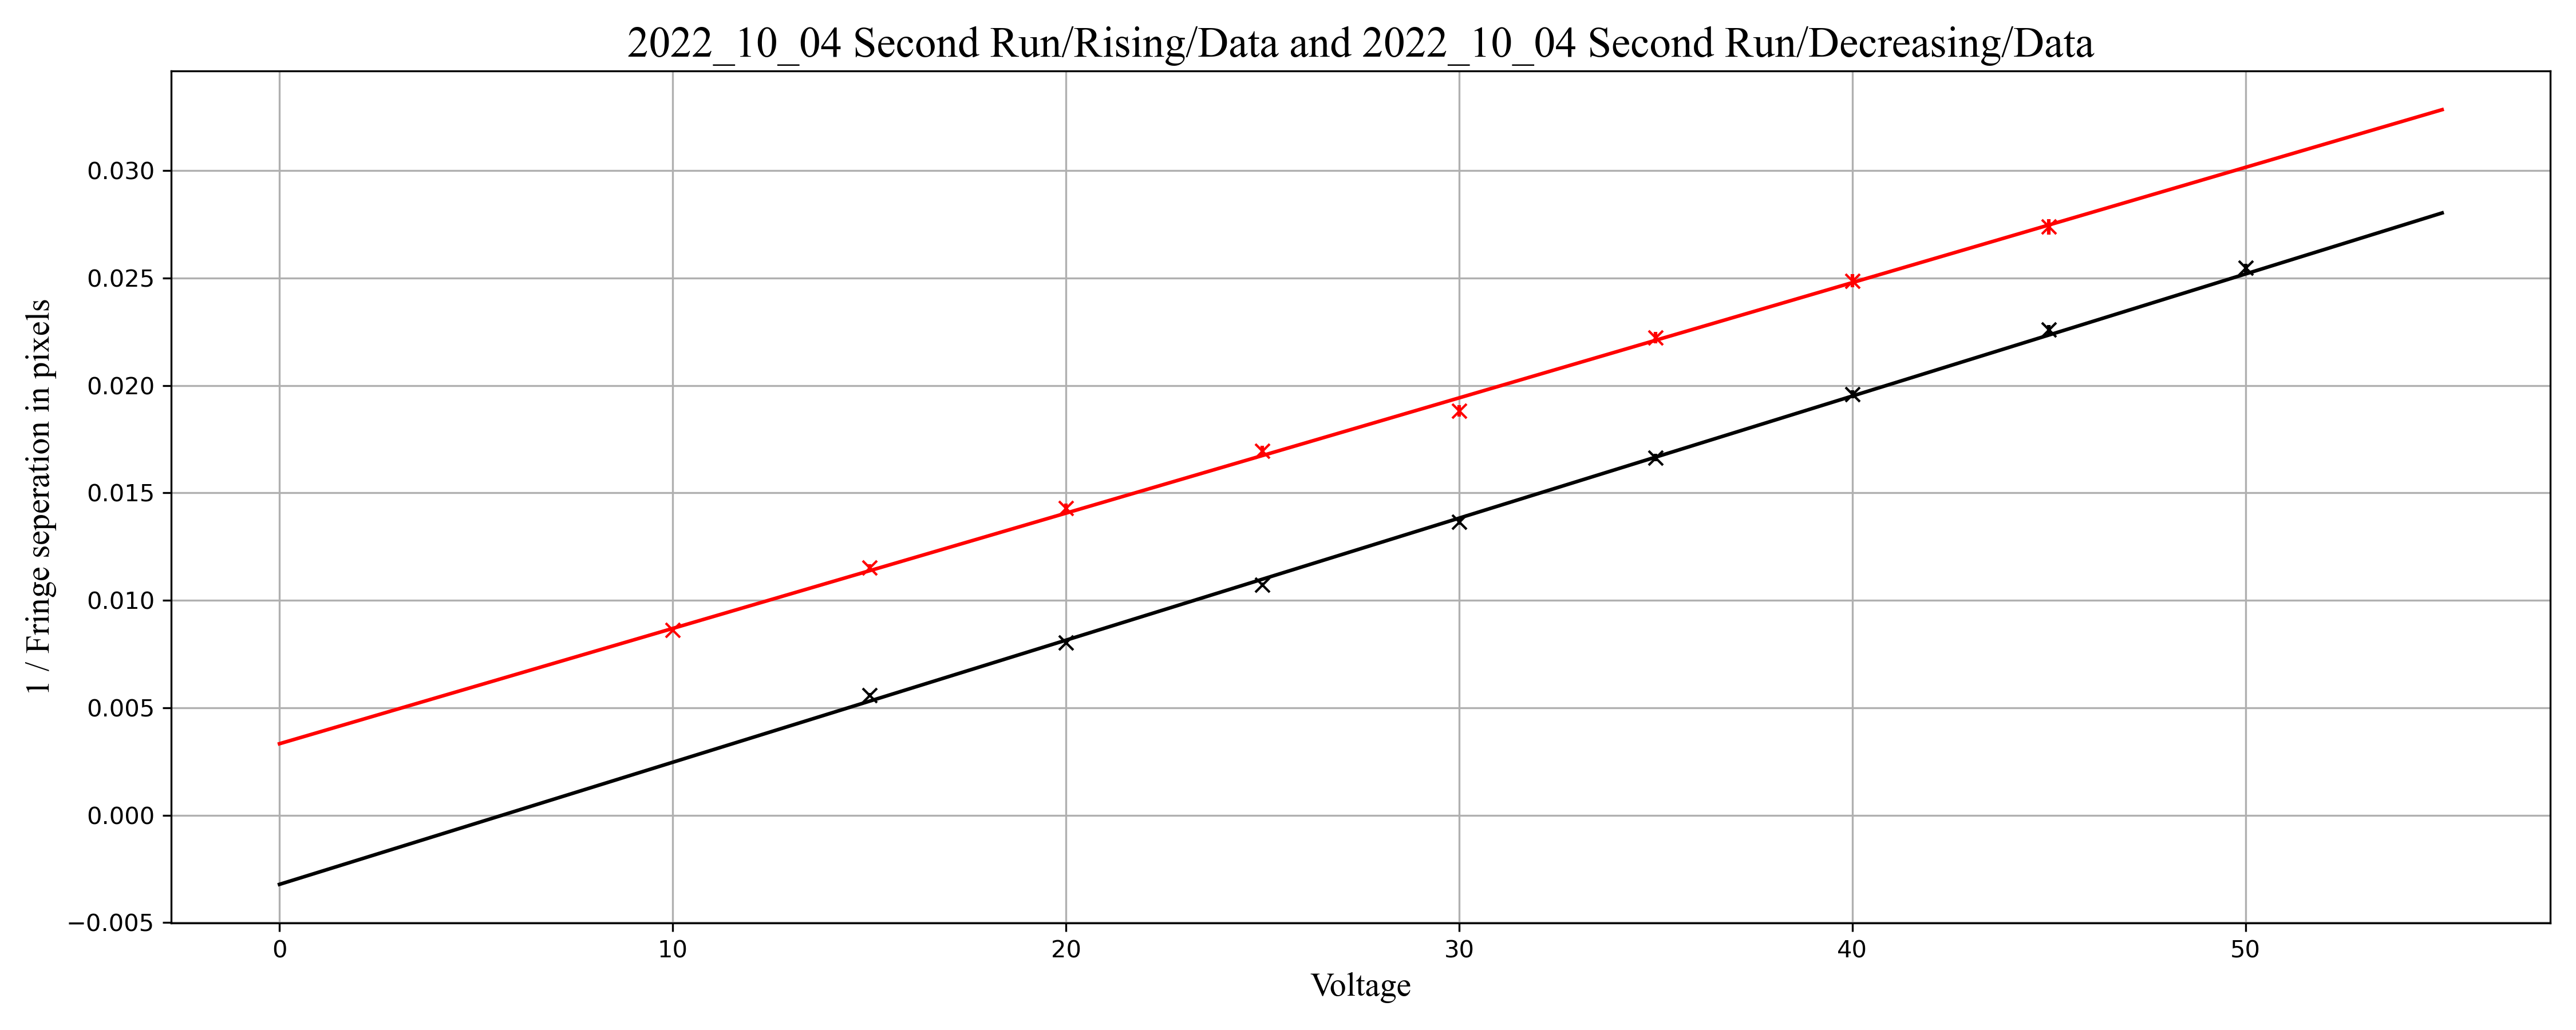 2022_10_04 Second Run/Rising/Data and 2022_10_04 Second Run/Decreasing/Data
1 / Fringe seperation in pixels
0.030
0.025
0.020
0.015
0.010
0.005
0.000
−0.005
0 10 20 30 40 50
Voltage